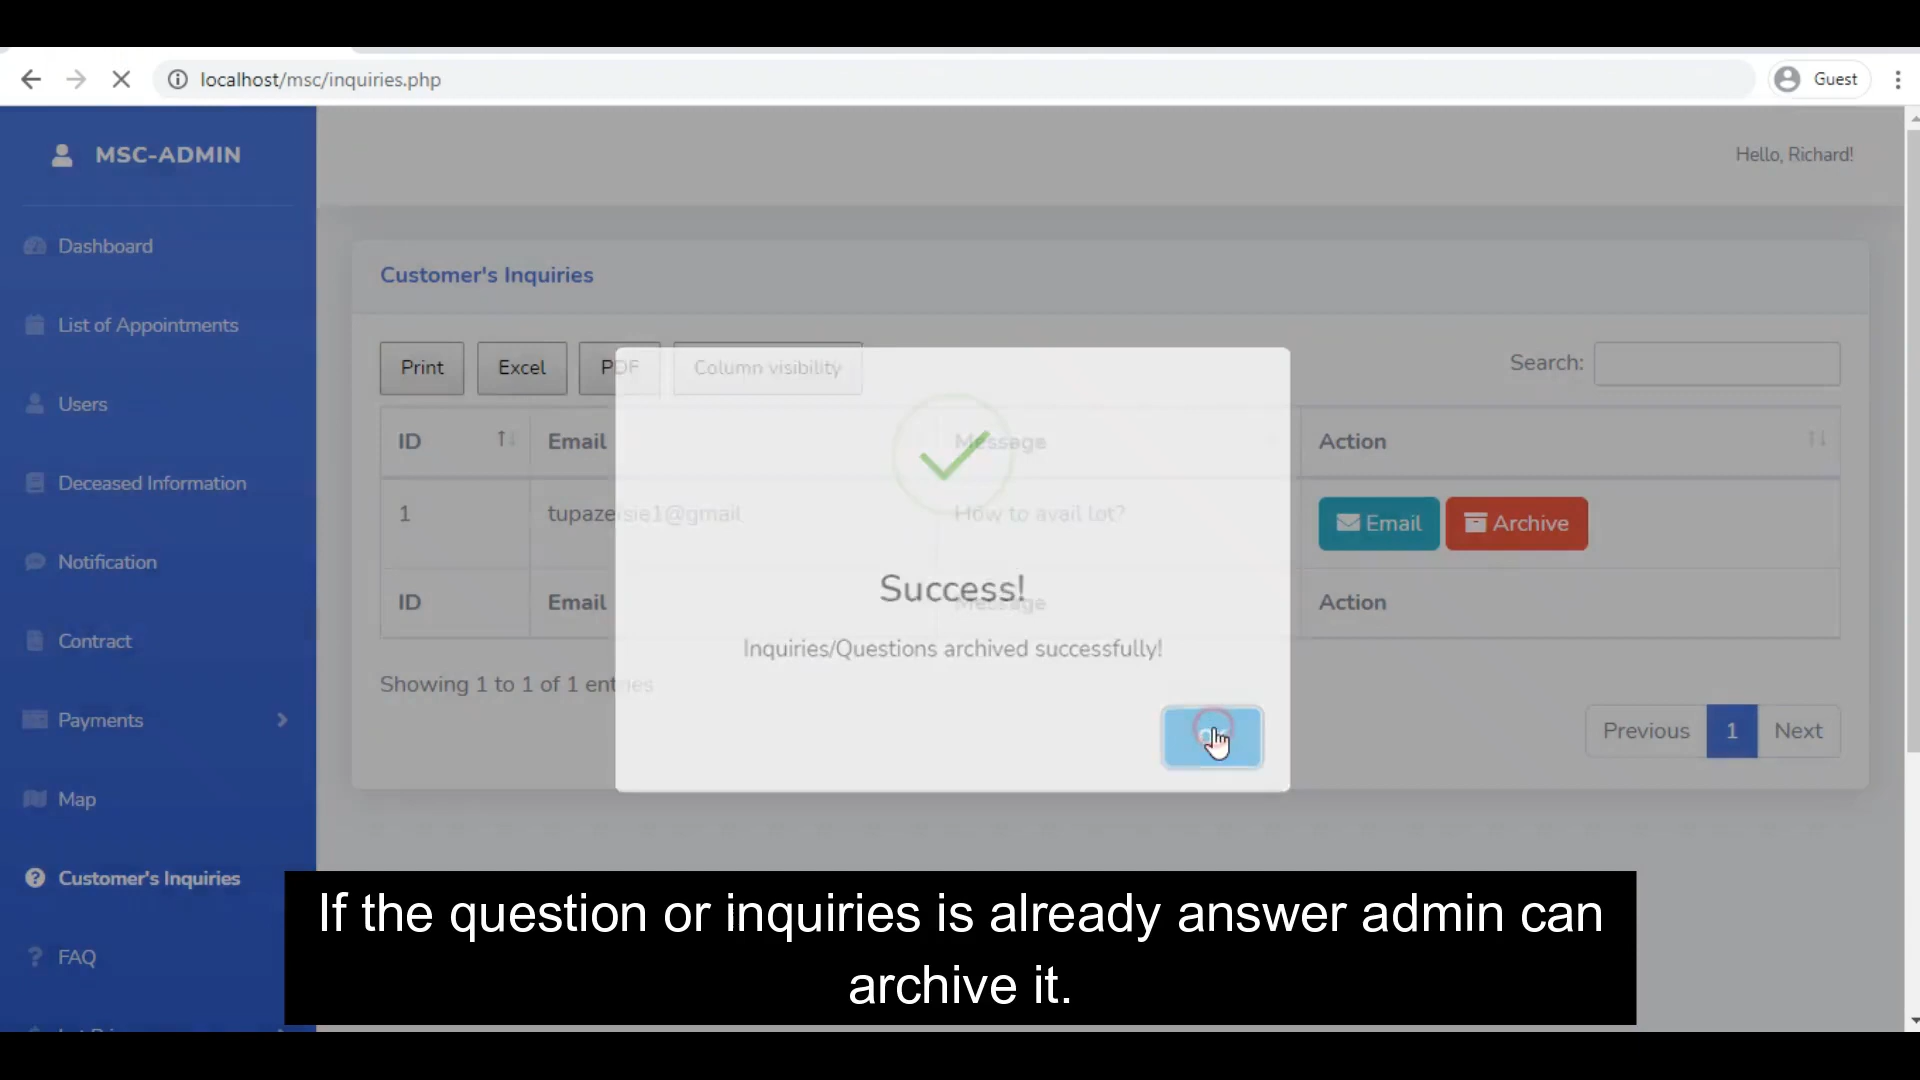 localhost/msc/inquiries.php
Guest
MSC-ADMIN
Hello, Richard!
Dashboard
List of Appointments
Users
Deceased Information
Notification
Contract
Payments
Map
Customer's Inquiries
FAQ
Customer's Inquiries
Print Excel PDF Column visibility
Search:
ID Email Message Action
1 How to avail lot? Email Archive
ID Email Message Action
Showing 1 to 1 of 1 entries
Previous 1 Next
Success!
Inquiries/Questions archived successfully!
If the question or inquiries is already answer admin can
archive it.